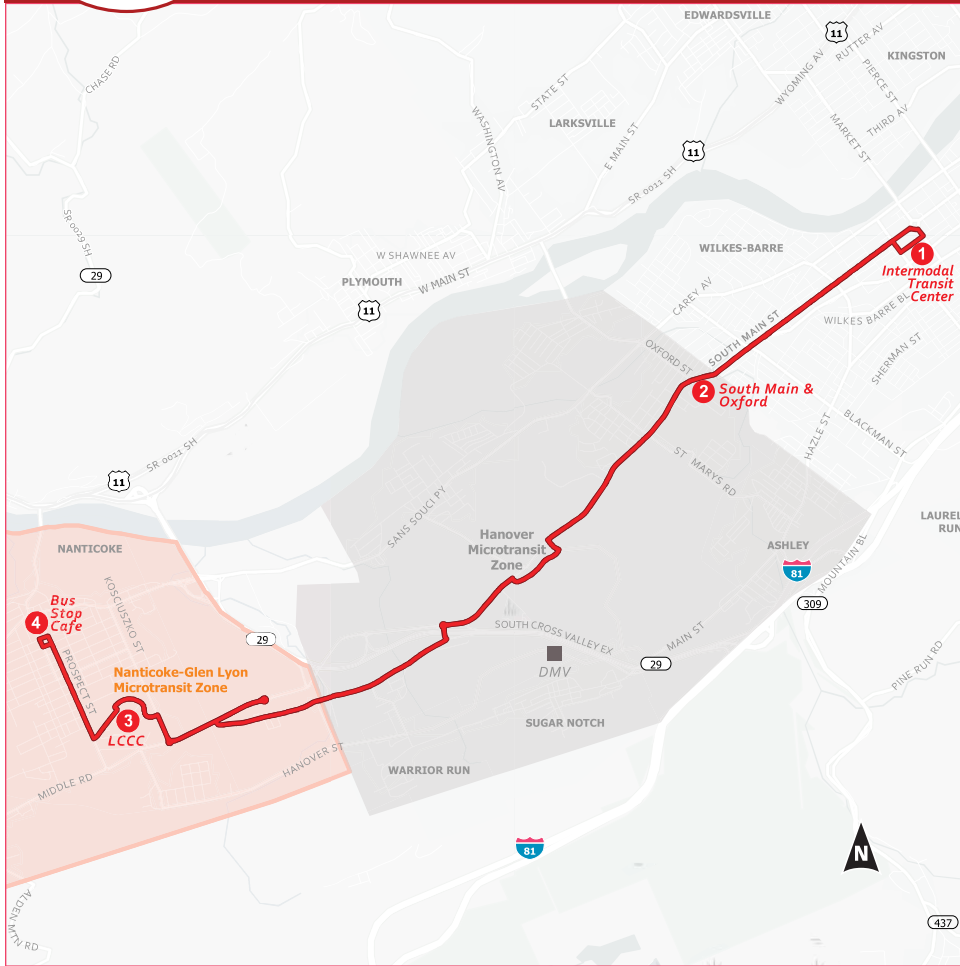 EDWARDSVILLE
11
RUTTER AV
KINGSTON
CHASE RD
WYOMING AV
PIERCE ST
STATE ST
THIRD AV
WASHINGTON AV
LARKSVILLE
E MAIN ST
MARKET ST
11
SR 0011 SH
SR 0029 SH
W SHAWNEE AV
WILKES-BARRE
1
Intermodal
Transit
Center
29
PLYMOUTH
W MAIN ST
CAREY AV
11
WILKES BARRE BL
SOUTH MAIN ST
SHERMAN ST
OXFORD ST
2
South Main &
Oxford
BLACKMAN ST
HAZLE ST
SR 0011 SH
ST MARYS RD
11
SANS SOUCI PY
LAUREL
RUN
Hanover
Microtransit
Zone
NANTICOKE
ASHLEY
81
MOUNTAIN BL
309
KOSCIUSZKO ST
Bus
Stop
Cafe
4
29
SOUTH CROSS VALLEY EX
MAIN ST
29
DMV
PINE RUN RD
PROSPECT ST
Nanticoke-Glen Lyon
Microtransit Zone
3
LCCC
SUGAR NOTCH
HANOVER ST
WARRIOR RUN
MIDDLE RD
81
N
ALDEN MTN RD
437